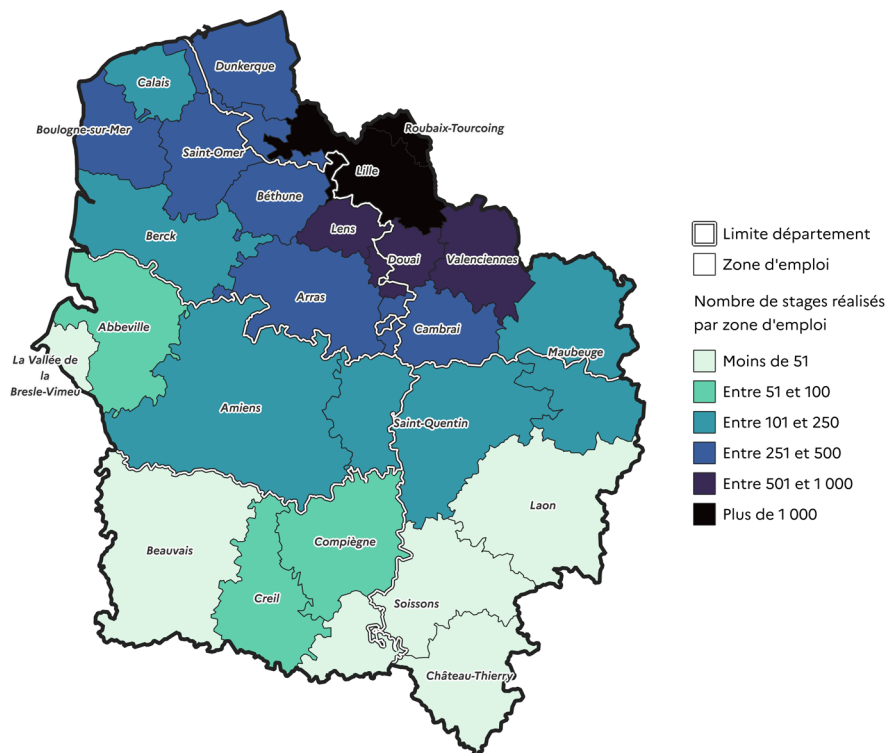 Dunkerque
Calais
Boulogne-sur-Mer
Roubaix-Tourcoing
Saint-Omer
Lille
Béthune
Berck
Lens
Douai
Valenciennes
Arras
Abbeville
Cambrai
Maubeuge
La Vallée de
la
Bresle-Vimeu
Amiens
Saint-Quentin
Laon
Beauvais
Compiègne
Creil
Soissons
Château-Thierry
Limite département
Zone d'emploi
Nombre de stages réalisés
par zone d'emploi
Moins de 51
Entre 51 et 100
Entre 101 et 250
Entre 251 et 500
Entre 501 et 1 000
Plus de 1 000